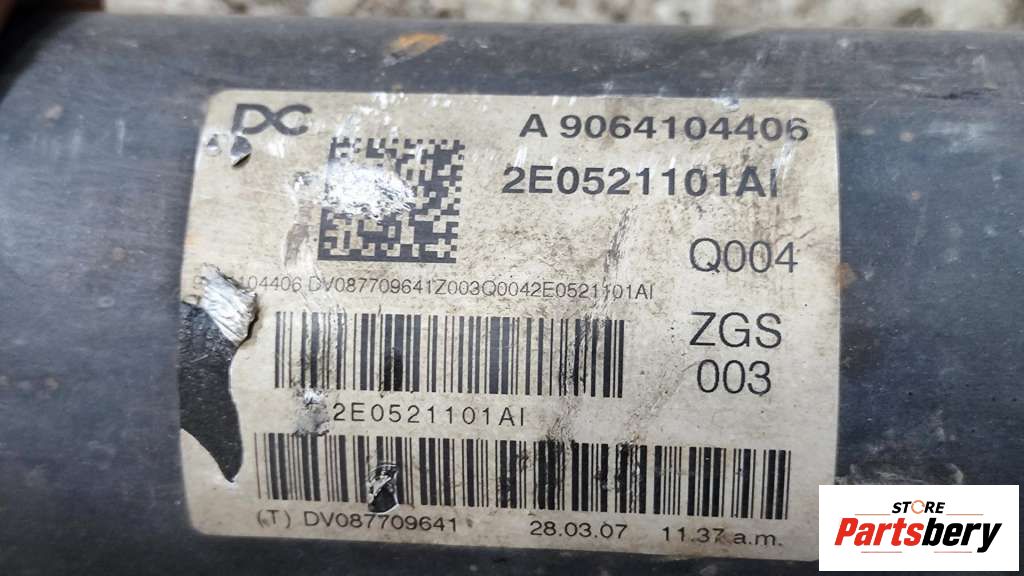 DC
A 9064104406
2E0521101AI
Q004
104406 DV087709641Z003Q0042E0521101AI
ZGS
003
2E0521101AI
(T) DV087709641 28.03.07 11.37 a.m.
STORE
Partsbery